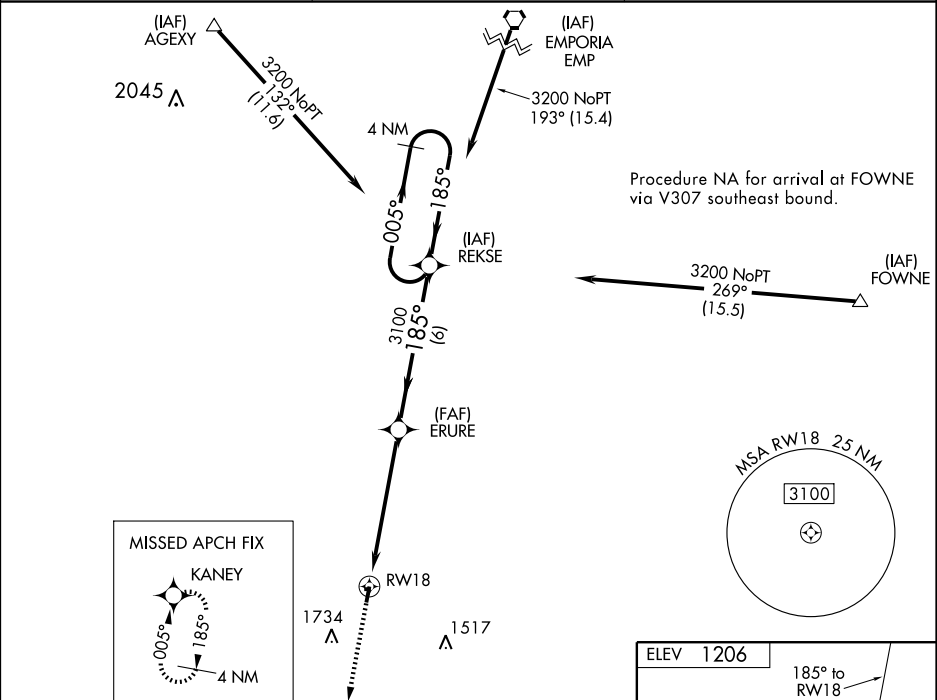 (IAF)
AGEXY
3200 NoPT
132°
(11.6)
2045
(IAF)
EMPORIA
EMP
3200 NoPT
193° (15.4)
4 NM
005°
185°
Procedure NA for arrival at FOWNE
via V307 southeast bound.
(IAF)
REKSE
(IAF)
FOWNE
3200 NoPT
269°
(15.5)
3100
185°
(6)
(FAF)
ERURE
MSA RW18 25 NM
3100
MISSED APCH FIX
KANEY
005°
185°
4 NM
RW18
1734
1517
ELEV 1206
185° to
RW18